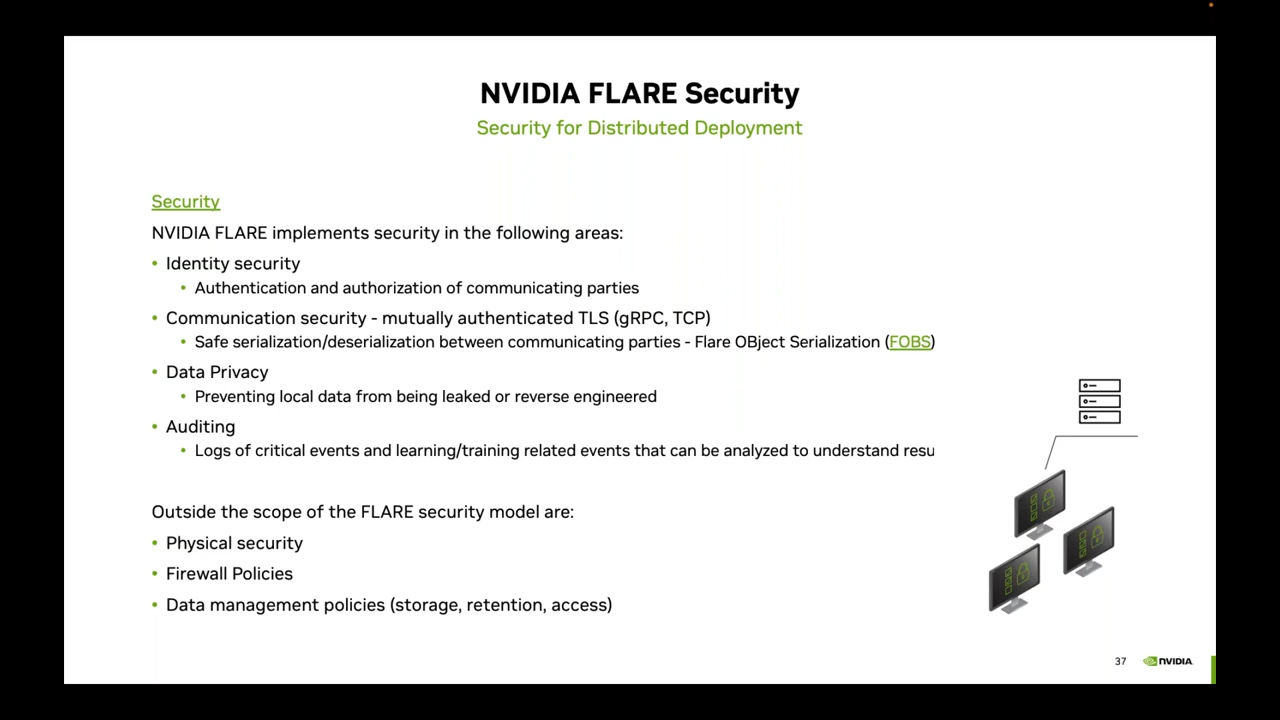 NVIDIA FLARE Security
Security for Distributed Deployment
Security
NVIDIA FLARE implements security in the following areas:
• Identity security
• Authentication and authorization of communicating parties
• Communication security - mutually authenticated TLS (gRPC, TCP)
• Safe serialization/deserialization between communicating parties - Flare OBject Serialization (FOBS)
• Data Privacy
• Preventing local data from being leaked or reverse engineered
• Auditing
• Logs of critical events and learning/training related events that can be analyzed to understand resu
Outside the scope of the FLARE security model are:
• Physical security
• Firewall Policies
• Data management policies (storage, retention, access)
37
NVIDIA